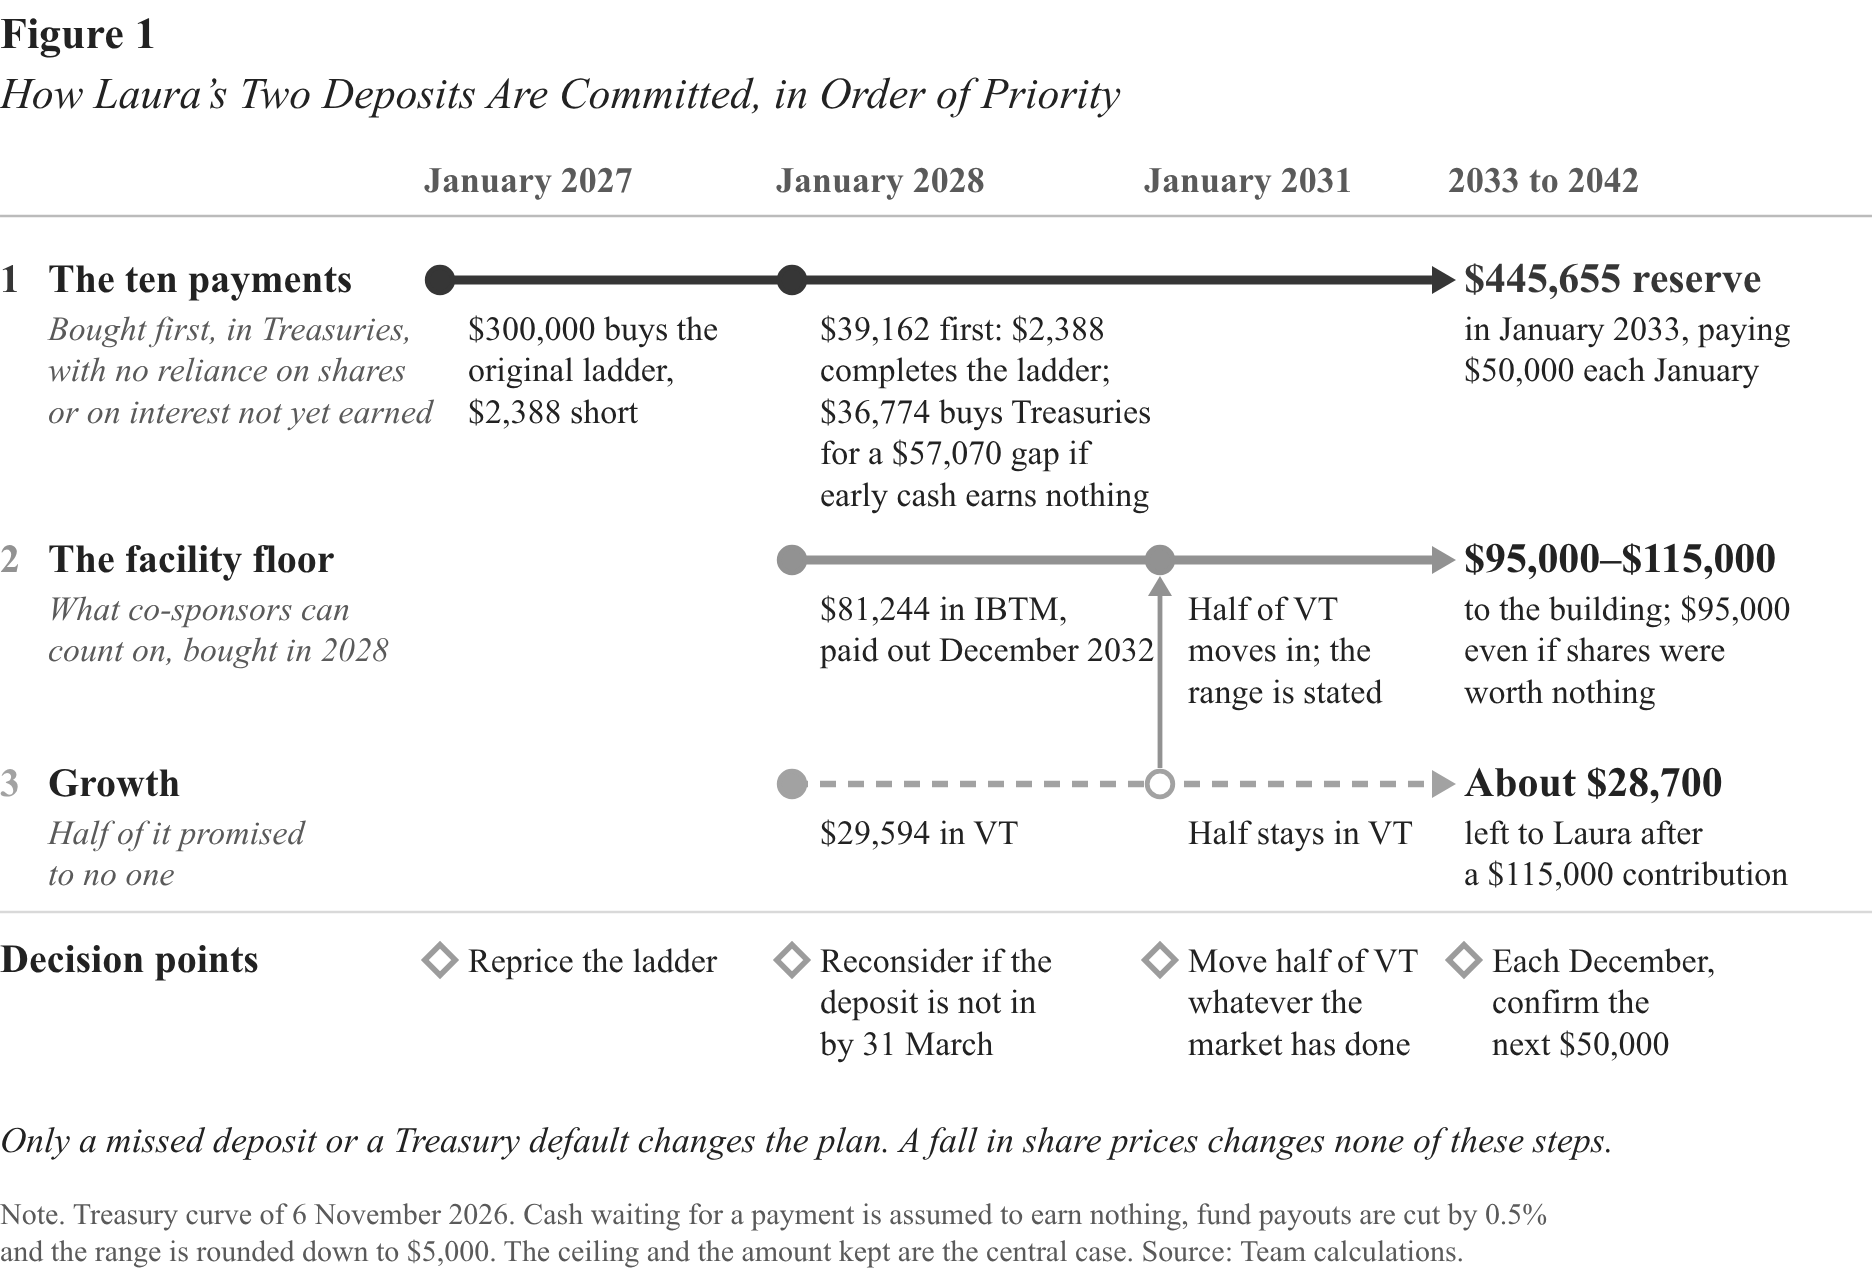 Figure 1
How Laura’s Two Deposits Are Committed, in Order of Priority
January 2027
January 2028
January 2031
2033 to 2042
1 The ten payments
Bought first, in Treasuries,
with no reliance on shares
or on interest not yet earned
$300,000 buys the
original ladder,
$2,388 short
$39,162 first: $2,388
completes the ladder;
$36,774 buys Treasuries
for a $57,070 gap if
early cash earns nothing
$445,655 reserve
in January 2033, paying
$50,000 each January
2 The facility floor
What co-sponsors can
count on, bought in 2028
$81,244 in IBTM,
paid out December 2032
Half of VT
moves in; the
range is stated
$95,000–$115,000
to the building; $95,000
even if shares were
worth nothing
3 Growth
Half of it promised
to no one
$29,594 in VT
Half stays in VT
About $28,700
left to Laura after
a $115,000 contribution
Decision points
Reprice the ladder
Reconsider if the
deposit is not in
by 31 March
Move half of VT
whatever the
market has done
Each December,
confirm the
next $50,000
Only a missed deposit or a Treasury default changes the plan. A fall in share prices changes none of these steps.
Note. Treasury curve of 6 November 2026. Cash waiting for a payment is assumed to earn nothing, fund payouts are cut by 0.5%
and the range is rounded down to $5,000. The ceiling and the amount kept are the central case. Source: Team calculations.